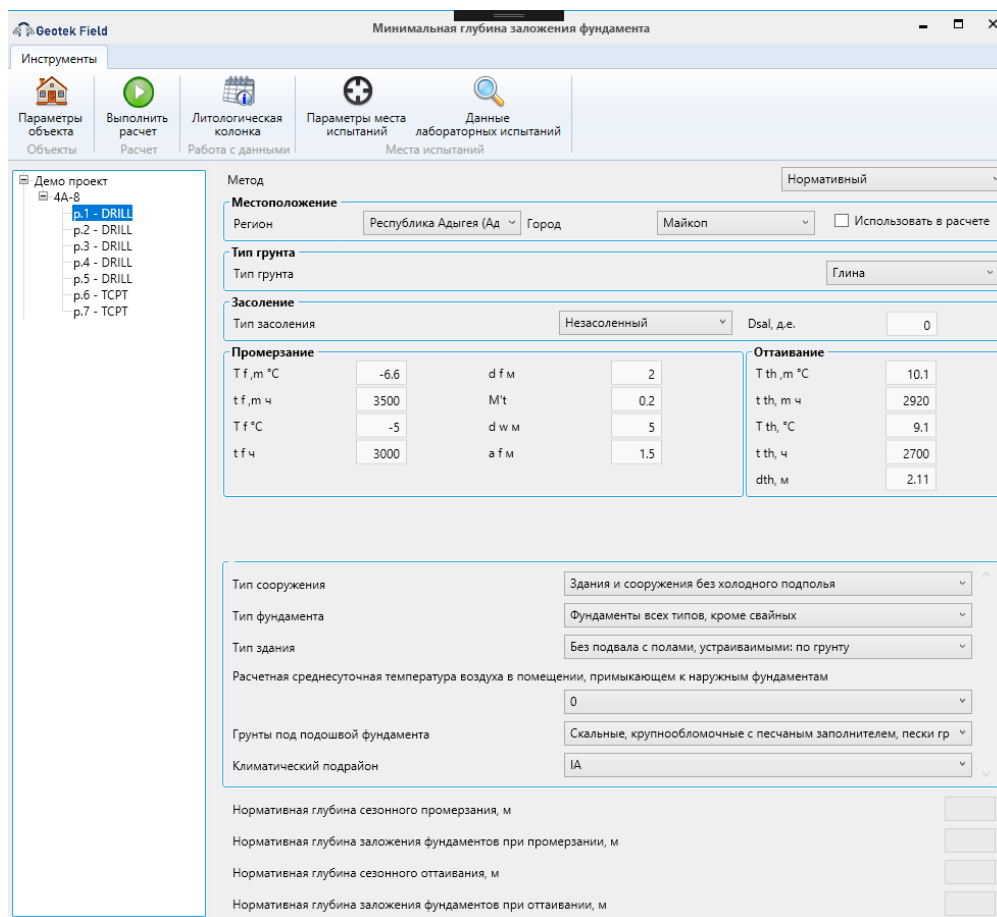 Geotek Field
Минимальная глубина заложения фундамента
Инструменты
Параметры объекта
Выполнить расчет
Литологическая колонка
Параметры места испытаний
Данные лабораторных испытаний
Объекты
Расчет
Работа с данными
Места испытаний
Демо проект
4А-8
p.1 - DRILL
p.2 - DRILL
p.3 - DRILL
p.4 - DRILL
p.5 - DRILL
p.6 - TCPT
p.7 - TCPT
Метод Нормативный
Местоположение
Регион Республика Адыгея (Ад Город Майкоп Использовать в расчете
Тип грунта
Тип грунта Глина
Засоление
Тип засоления Незасоленный Dsal, д.е. 0
Промерзание
T f ,m °C -6.6 d f м 2
t f ,m ч 3500 M't 0,2
T f °C -5 d w м 5
t f ч 3000 a f м 1.5
Оттаивание
T th ,m °C 10.1
t th, m ч 2920
T th, °C 9.1
t th, ч 2700
dth, м 2.11
Тип сооружения Здания и сооружения без холодного подполья
Тип фундамента Фундаменты всех типов, кроме свайных
Тип здания Без подвала с полами, устраиваимыми: по грунту
Расчетная среднесуточная температура воздуха в помещении, примыкающем к наружным фундаментам
0
Грунты под подошвой фундамента Скальные, крупнообломочные с песчаным заполнителем, пески гр
Климатический подрайон IA
Нормативная глубина сезонного промерзания, м
Нормативная глубина заложения фундаментов при промерзании, м
Нормативная глубина сезонного оттаивания, м
Нормативная глубина заложения фундаментов при оттаивании, м